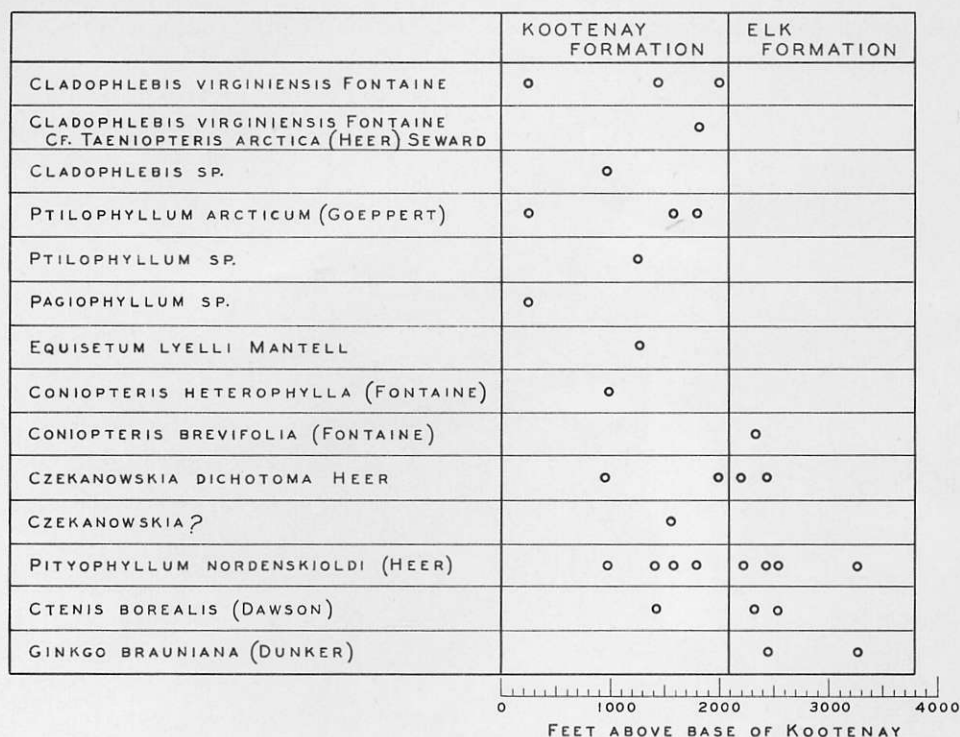 KOOTENAY FORMATION
ELK FORMATION
CLADOPHLEBIS VIRGINIENSIS FONTAINE
CLADOPHLEBIS VIRGINIENSIS FONTAINE
CF. TAENIOPTERIS ARCTICA (HEER) SEWARD
CLADOPHLEBIS SP.
PTILOPHYLLUM ARCTICUM (GOEPPERT)
PTILOPHYLLUM SP.
PAGIOPHYLLUM SP.
EQUISETUM LYELLI MANTELL
CONIOPTERIS HETEROPHYLLA (FONTAINE)
CONIOPTERIS BREVIFOLIA (FONTAINE)
CZEKANOWSKIA DICHOTOMA HEER
CZEKANOWSKIA?
PITYOPHYLLUM NORDENSKIOLDI (HEER)
CTENIS BOREALIS (DAWSON)
GINKGO BRAUNIANA (DUNKER)
0 1000 2000 3000 4000
FEET ABOVE BASE OF KOOTENAY